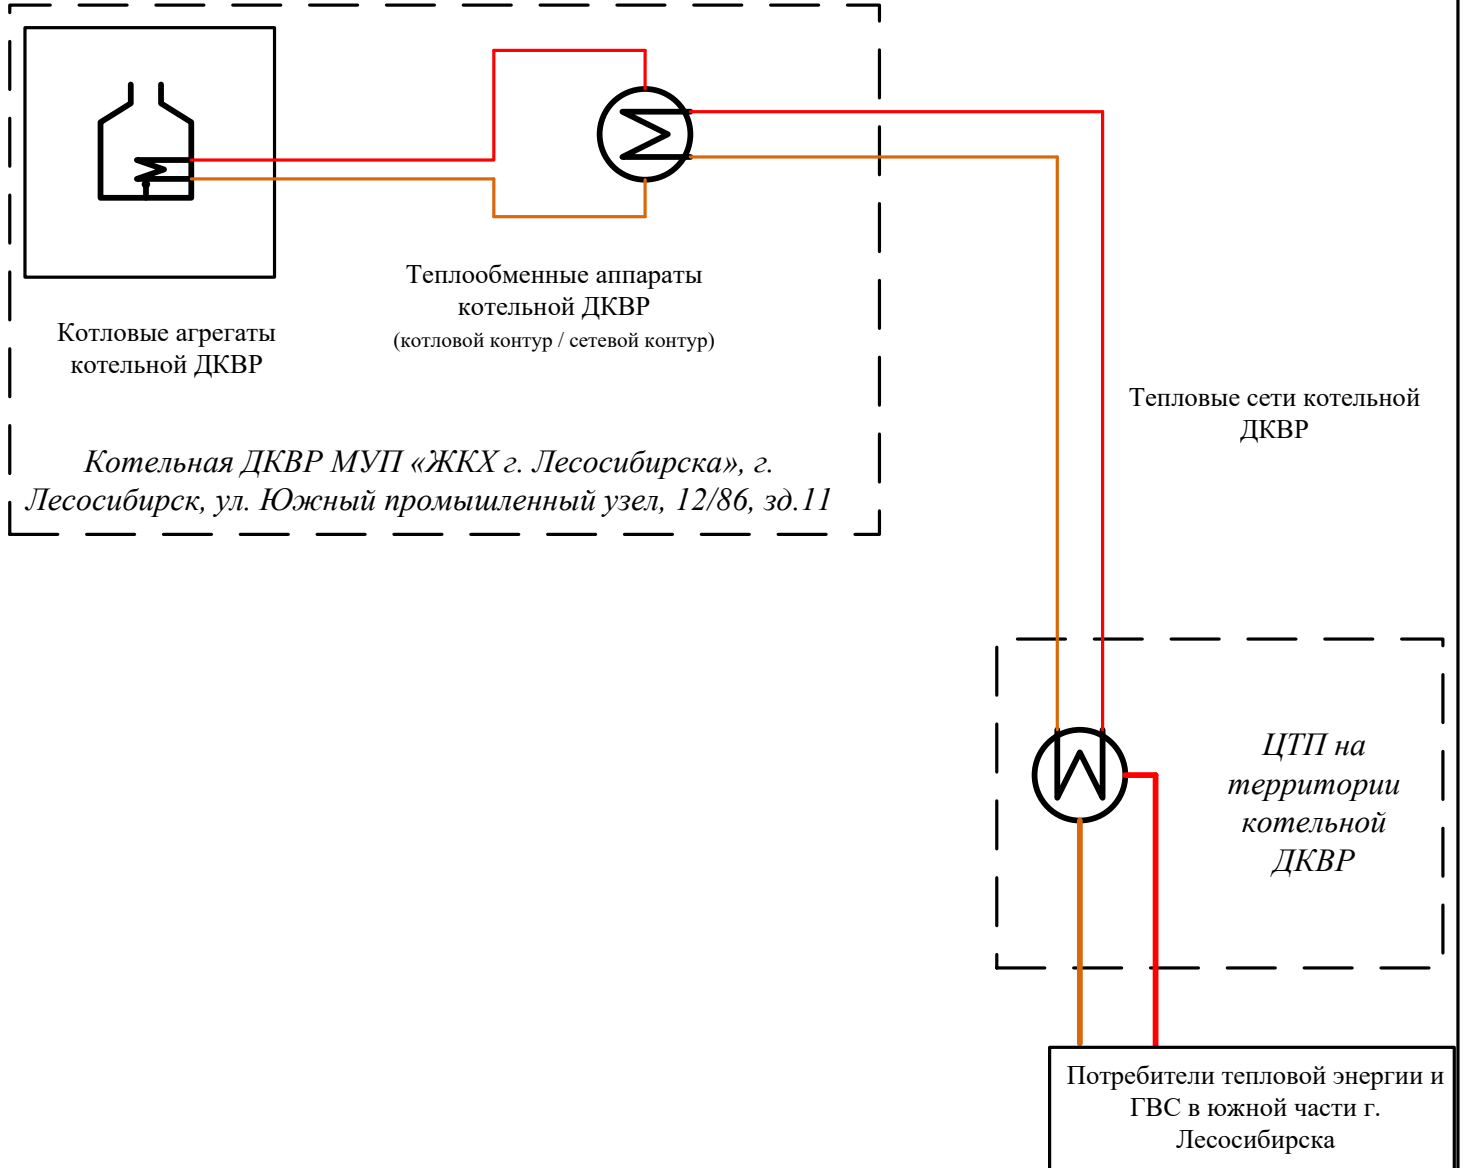 Теплообменные аппараты
котельной ДКВР
(котловой контур / сетевой контур)
Котловые агрегаты
котельной ДКВР
Котельная ДКВР МУП «ЖКХ г. Лесосибирска», г.
Лесосибирск, ул. Южный промышленный узел, 12/86, зд.11
Тепловые сети котельной
ДКВР
ЦТП на
территории
котельной
ДКВР
Потребители тепловой энергии и
ГВС в южной части г.
Лесосибирска